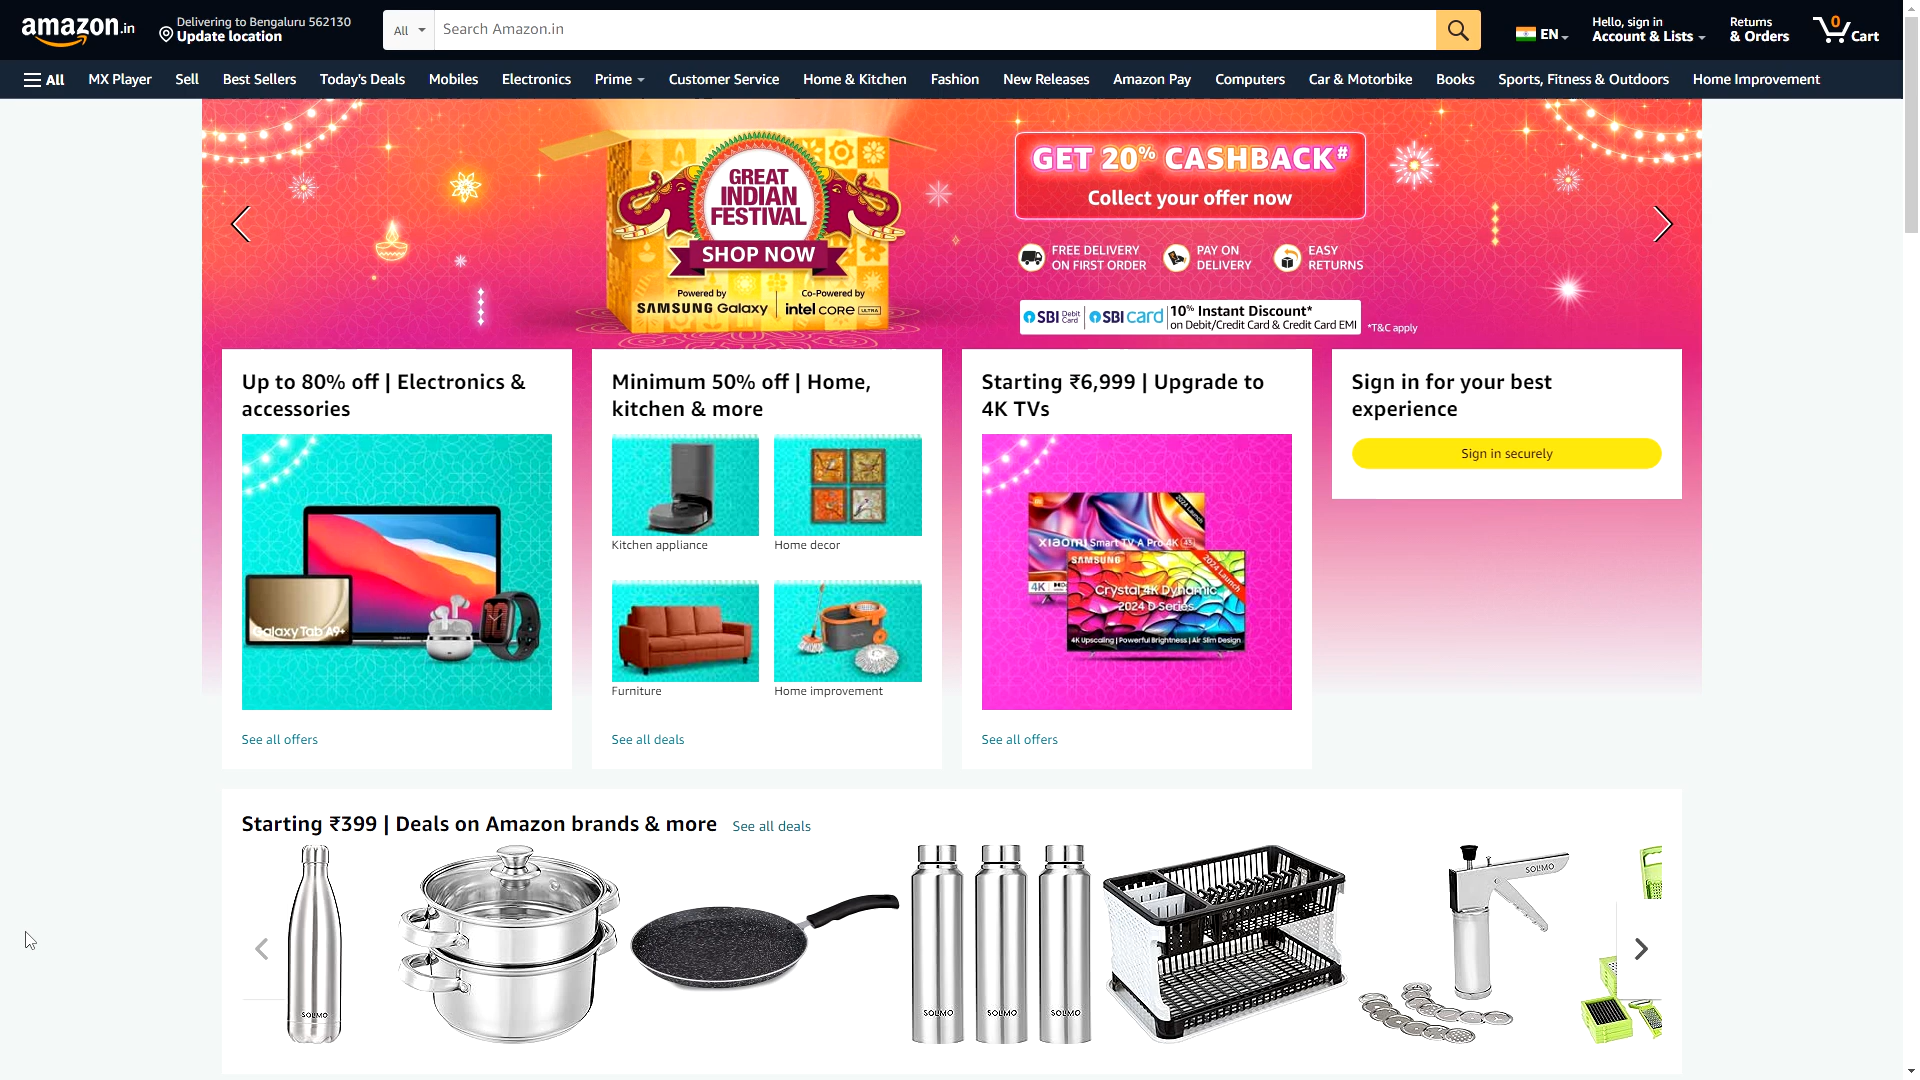 amazon.in
Delivering to Bengaluru 562130
Update location
All
Search Amazon.in
EN
Hello, sign in
Account & Lists
Returns
& Orders
0
Cart
All
MX Player
Sell
Best Sellers
Today's Deals
Mobiles
Electronics
Prime
Customer Service
Home & Kitchen
Fashion
New Releases
Amazon Pay
Computers
Car & Motorbike
Books
Sports, Fitness & Outdoors
Home Improvement
GREAT
INDIAN
FESTIVAL
SHOP NOW
Powered by
SAMSUNG Galaxy
Co-Powered by
intel CORE ULTRA
GET 20% CASHBACK#
Collect your offer now
FREE DELIVERY
ON FIRST ORDER
PAY ON
DELIVERY
EASY
RETURNS
SBI Debit Card
SBI card
10% Instant Discount*
on Debit/Credit Card & Credit Card EMI
*T&C apply
Up to 80% off | Electronics &
accessories
Galaxy Tab A9+
See all offers
Minimum 50% off | Home,
kitchen & more
Kitchen appliance
Home decor
Furniture
Home improvement
See all deals
Starting ₹6,999 | Upgrade to
4K TVs
2024 Launch
xiaomi Smart TV A Pro 4K
4K
SAMSUNG
2024 Launch
Crystal 4K Dynamic
2024 D Series
4K Upscaling | Powerful Brightness | Air Slim Design
See all offers
Sign in for your best
experience
Sign in securely
Starting ₹399 | Deals on Amazon brands & more
See all deals
SOLIMO
SOLIMO
SOLIMO
SOLIMO
SOLIMO